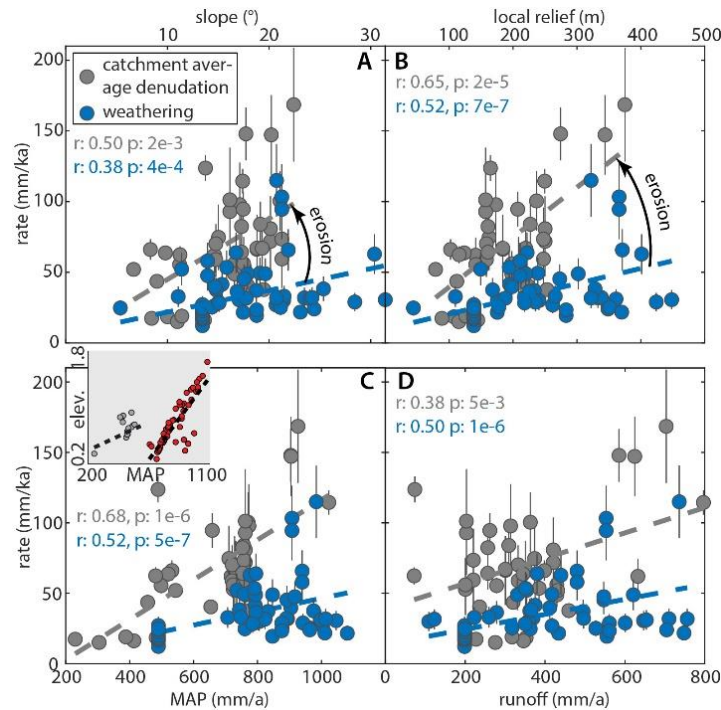 slope (°)
local relief (m)
10
20
30
0
100
200
300
400
500
200
150
100
50
0
rate (mm/ka)
catchment aver-
age denudation
weathering
r: 0.50 p: 2e-3
r: 0.38 p: 4e-4
A
erosion
B
r: 0.65, p: 2e-5
r: 0.52, p: 7e-7
erosion
200
150
100
50
0
rate (mm/ka)
1.8
elev.
0.2
200
MAP
1100
r: 0.68, p: 1e-6
r: 0.52, p: 5e-7
C
D
r: 0.38 p: 5e-3
r: 0.50 p: 1e-6
200
400
600
800
1000
0
200
400
600
800
MAP (mm/a)
runoff (mm/a)